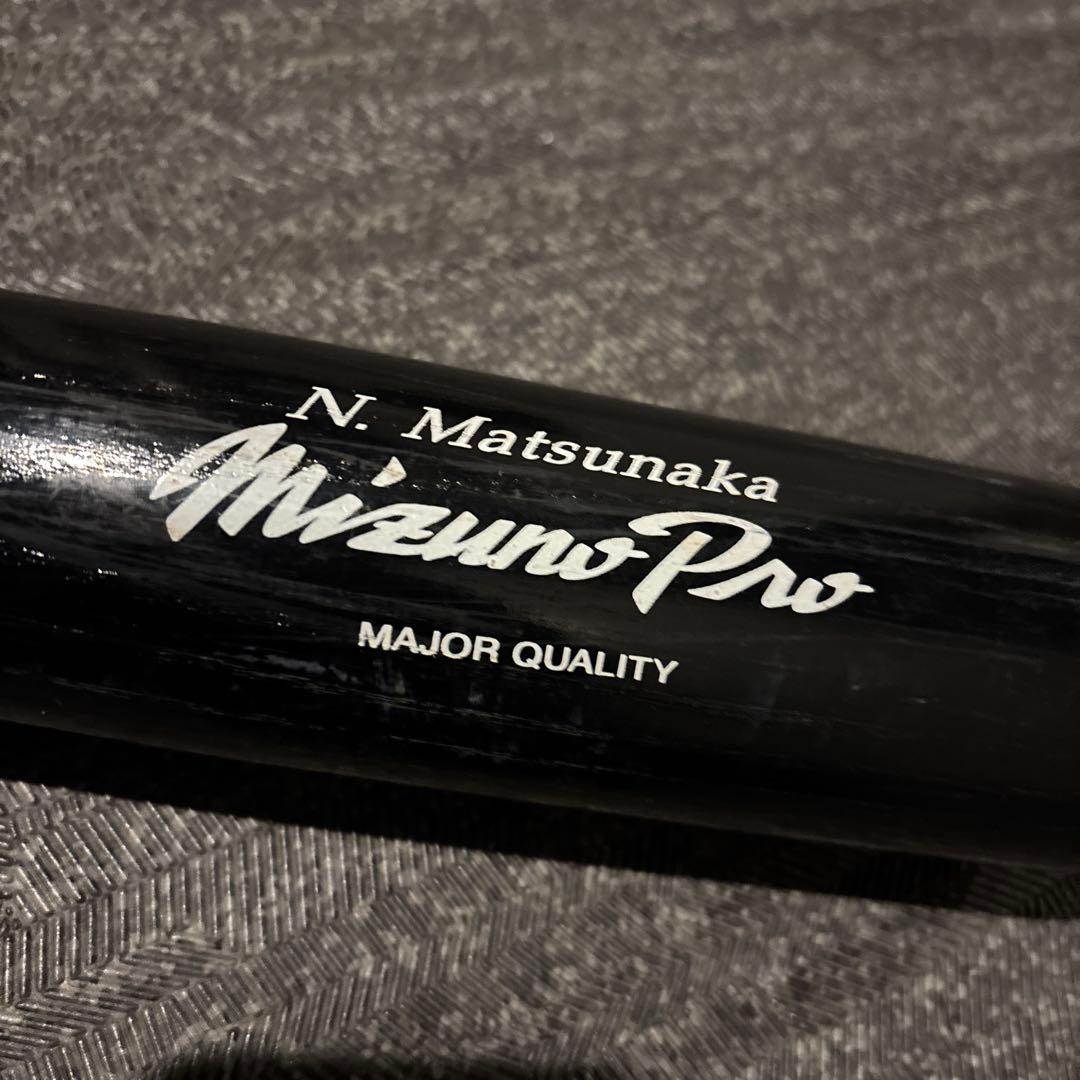 N. Matsunaka
Mizuno Pro
MAJOR QUALITY